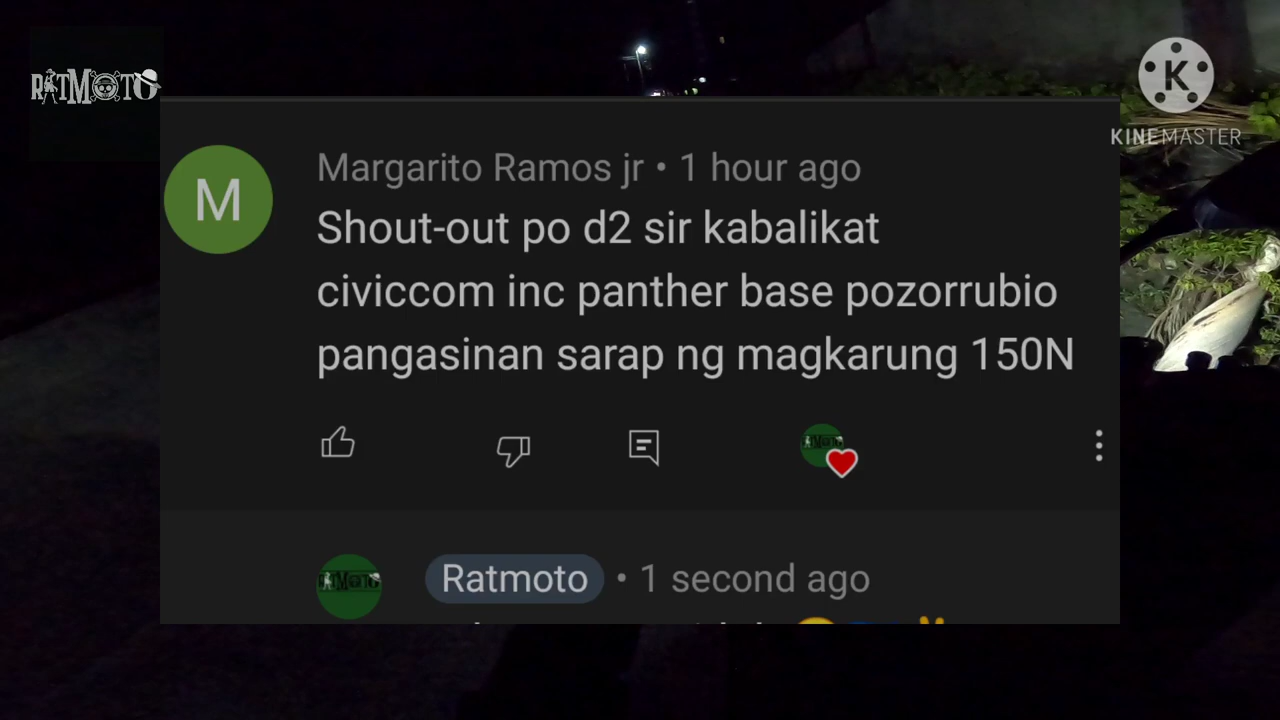 RATMOTO
K
KINEMASTER
M
Margarito Ramos jr • 1 hour ago
Shout-out po d2 sir kabalikat
civiccom inc panther base pozorrubio
pangasinan sarap ng magkarung 150N
Ratmoto • 1 second ago